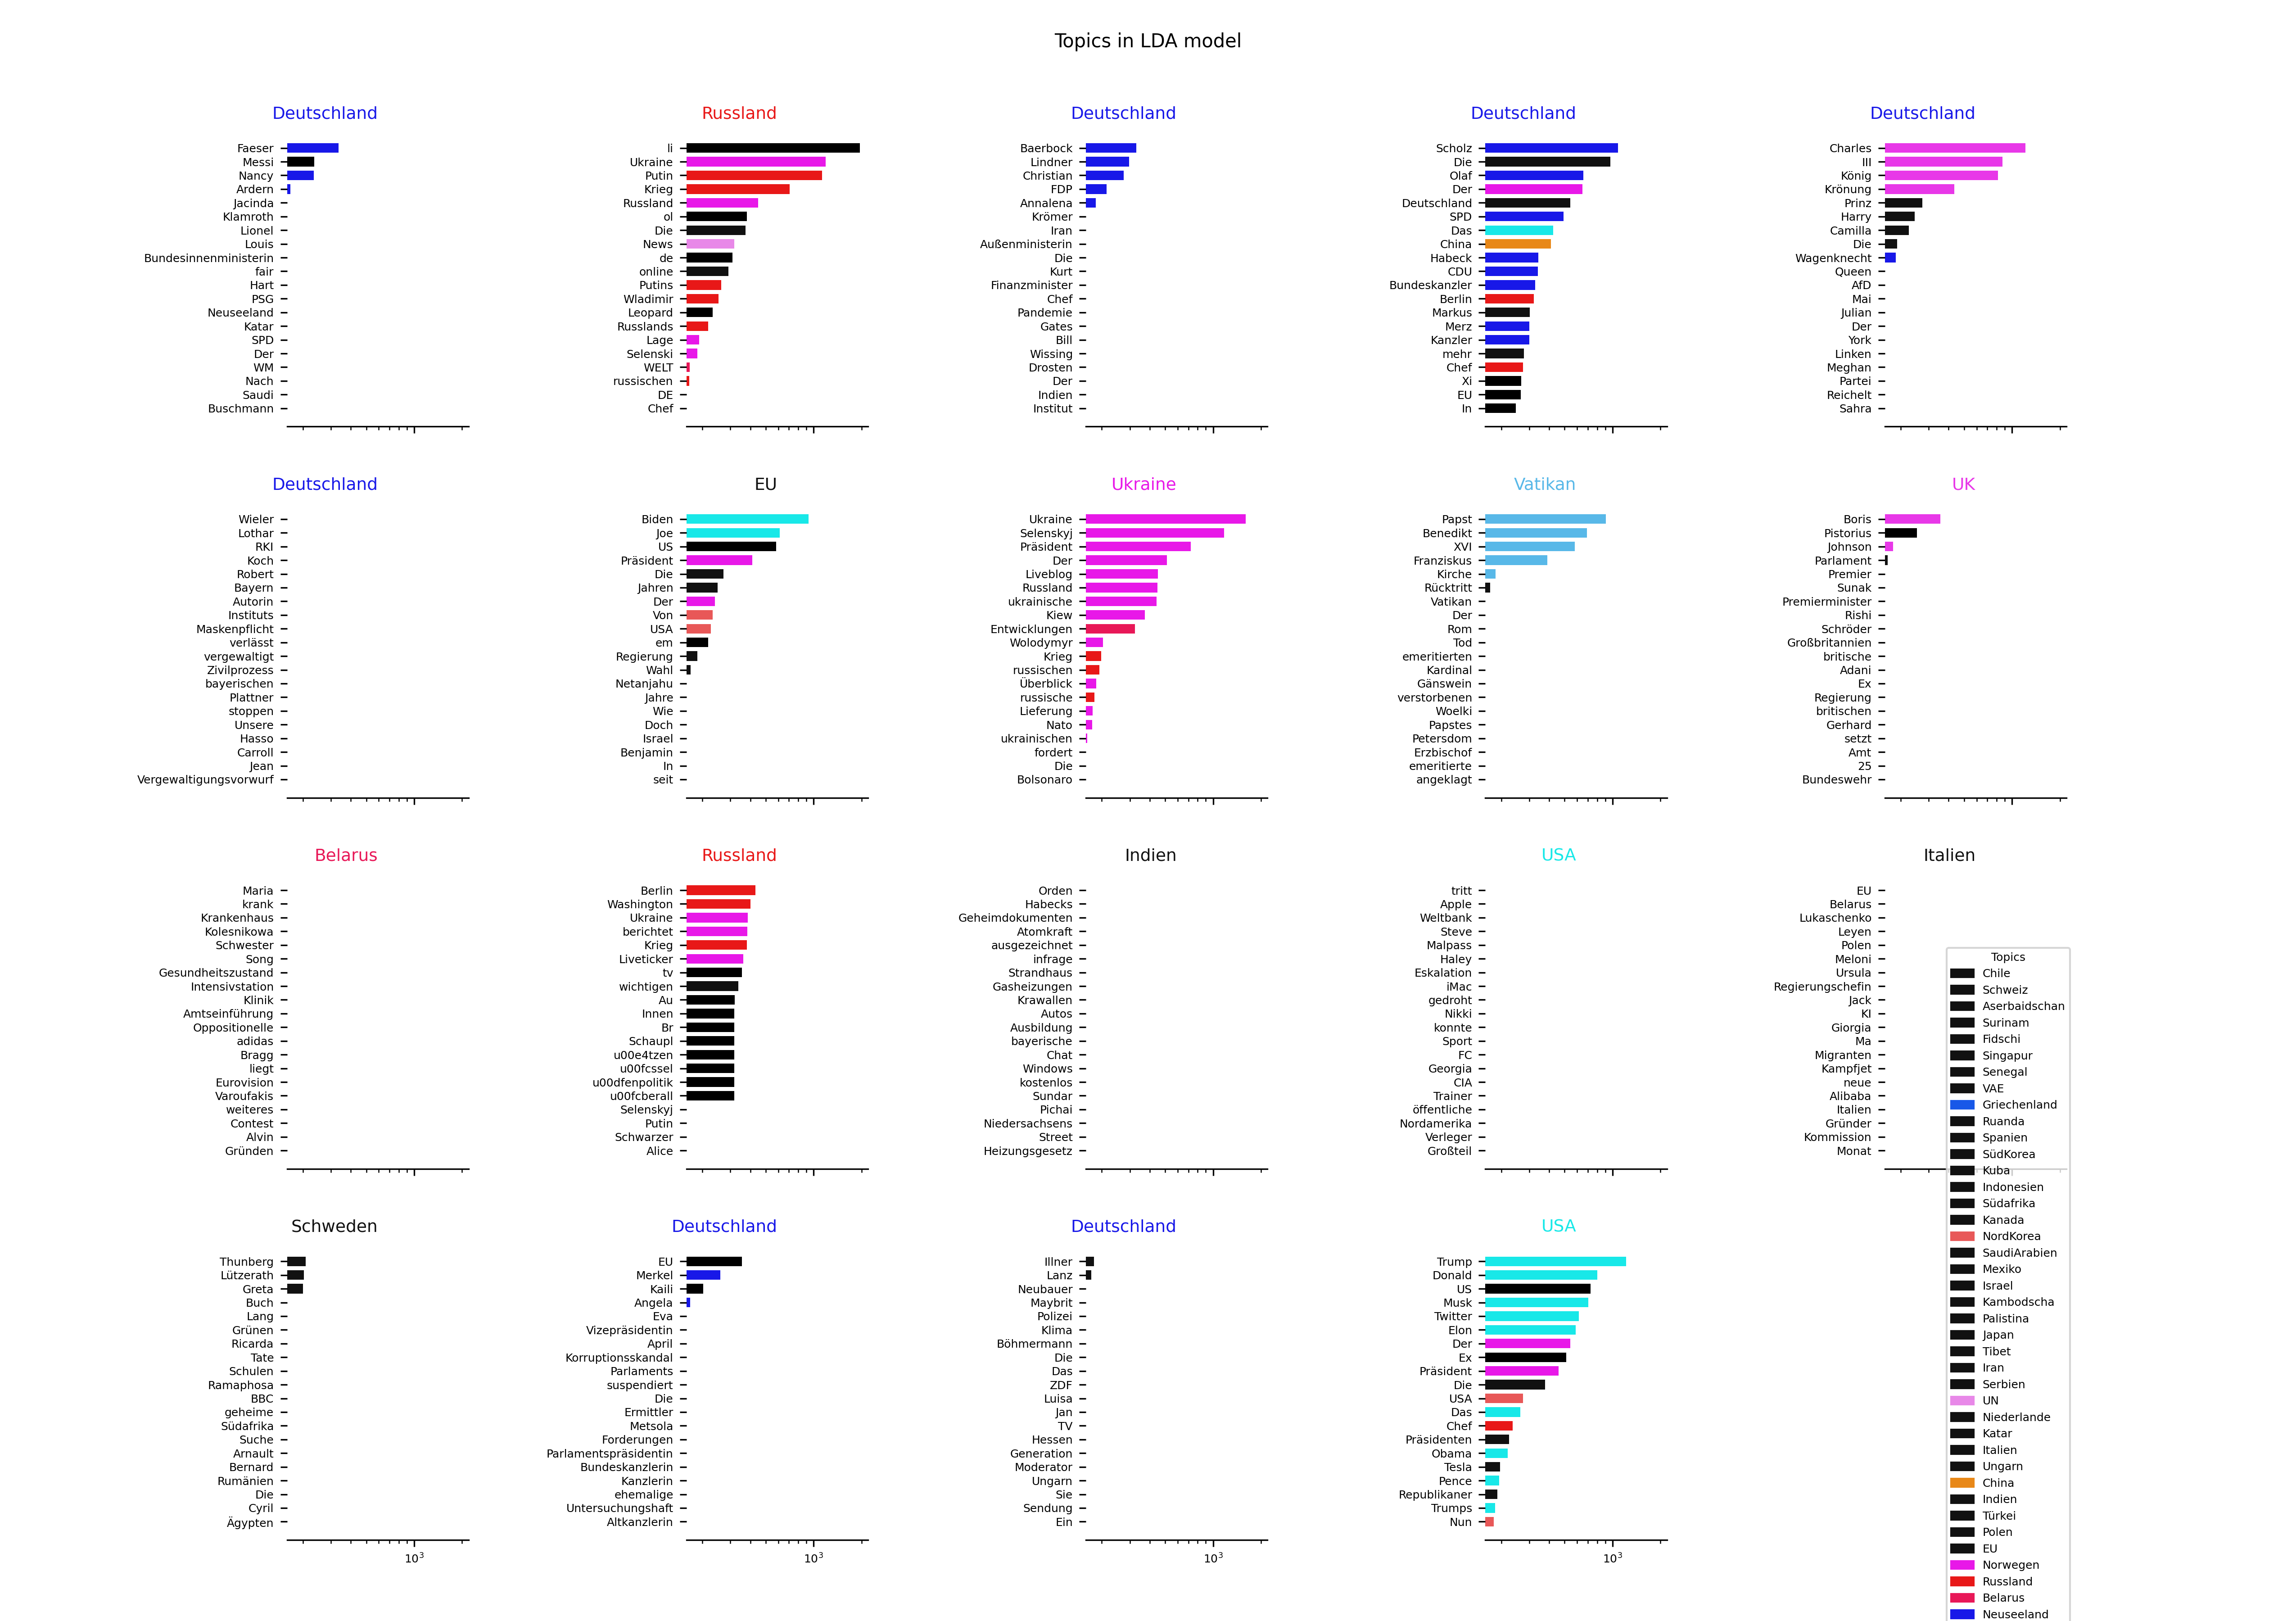 Topics in LDA model
Deutschland
Faeser
Messi
Nancy
Ardern
Jacinda
Klamroth
Lionel
Louis
Bundesinnenministerin
fair
Hart
PSG
Neuseeland
Katar
SPD
Der
WM
Nach
Saudi
Buschmann
Russland
li
Ukraine
Putin
Krieg
Russland
ol
Die
News
de
online
Putins
Wladimir
Leopard
Russlands
Lage
Selenski
WELT
russischen
DE
Chef
Deutschland
Baerbock
Lindner
Christian
FDP
Annalena
Krömer
Iran
Außenministerin
Die
Kurt
Finanzminister
Chef
Pandemie
Gates
Bill
Wissing
Drosten
Der
Indien
Institut
Deutschland
Scholz
Die
Olaf
Der
Deutschland
SPD
Das
China
Habeck
CDU
Bundeskanzler
Berlin
Markus
Merz
Kanzler
mehr
Chef
Xi
EU
In
Deutschland
Charles
III
König
Krönung
Prinz
Harry
Camilla
Die
Wagenknecht
Queen
AfD
Mai
Julian
Der
York
Linken
Meghan
Partei
Reichelt
Sahra
Deutschland
Wieler
Lothar
RKI
Koch
Robert
Bayern
Autorin
Instituts
Maskenpflicht
verlässt
vergewaltigt
Zivilprozess
bayerischen
Plattner
stoppen
Unsere
Hasso
Carroll
Jean
Vergewaltigungsvorwurf
EU
Biden
Joe
US
Präsident
Die
Jahren
Der
Von
USA
em
Regierung
Wahl
Netanjahu
Jahre
Wie
Doch
Israel
Benjamin
In
seit
Ukraine
Ukraine
Selenskyj
Präsident
Der
Liveblog
Russland
ukrainische
Kiew
Entwicklungen
Wolodymyr
Krieg
russischen
Überblick
russische
Lieferung
Nato
ukrainischen
fordert
Die
Bolsonaro
Vatikan
Papst
Benedikt
XVI
Franziskus
Kirche
Rücktritt
Vatikan
Der
Rom
Tod
emeritierten
Kardinal
Gänswein
verstorbenen
Woelki
Papstes
Petersdom
Erzbischof
emeritierte
angeklagt
UK
Boris
Pistorius
Johnson
Parlament
Premier
Sunak
Premierminister
Rishi
Schröder
Großbritannien
britische
Adani
Ex
Regierung
britischen
Gerhard
setzt
Amt
25
Bundeswehr
Belarus
Maria
krank
Krankenhaus
Kolesnikowa
Schwester
Song
Gesundheitszustand
Intensivstation
Klinik
Amtseinführung
Oppositionelle
adidas
Bragg
liegt
Eurovision
Varoufakis
weiteres
Contest
Alvin
Gründen
Russland
Berlin
Washington
Ukraine
berichtet
Krieg
Liveticker
tv
wichtigen
Au
Innen
Br
Schaupl
u00e4tzen
u00fcssel
u00dfenpolitik
u00fcberall
Selenskyj
Putin
Schwarzer
Alice
Indien
Orden
Habecks
Geheimdokumenten
Atomkraft
ausgezeichnet
infrage
Strandhaus
Gasheizungen
Krawallen
Autos
Ausbildung
bayerische
Chat
Windows
kostenlos
Sundar
Pichai
Niedersachsens
Street
Heizungsgesetz
USA
tritt
Apple
Weltbank
Steve
Malpass
Haley
Eskalation
iMac
gedroht
Nikki
konnte
Sport
FC
Georgia
CIA
Trainer
öffentliche
Nordamerika
Verleger
Großteil
Italien
EU
Belarus
Lukaschenko
Leyen
Polen
Meloni
Ursula
Regierungschefin
Jack
KI
Giorgia
Ma
Migranten
Kampfjet
neue
Alibaba
Italien
Gründer
Kommission
Monat
Schweden
Thunberg
Lützerath
Greta
Buch
Lang
Grünen
Ricarda
Tate
Schulen
Ramaphosa
BBC
geheime
Südafrika
Suche
Arnault
Bernard
Rumänien
Die
Cyril
Ägypten
10³
Deutschland
EU
Merkel
Kaili
Angela
Eva
Vizepräsidentin
April
Korruptionsskandal
Parlaments
suspendiert
Die
Ermittler
Metsola
Forderungen
Parlamentspräsidentin
Bundeskanzlerin
Kanzlerin
ehemalige
Untersuchungshaft
Altkanzlerin
10³
Deutschland
Illner
Lanz
Neubauer
Maybrit
Polizei
Klima
Böhmermann
Die
Das
ZDF
Luisa
Jan
TV
Hessen
Generation
Moderator
Ungarn
Sie
Sendung
Ein
10³
USA
Trump
Donald
US
Musk
Twitter
Elon
Der
Ex
Präsident
Die
USA
Das
Chef
Präsidenten
Obama
Tesla
Pence
Republikaner
Trumps
Nun
10³
Topics
Chile
Schweiz
Aserbaidschan
Surinam
Fidschi
Singapur
Senegal
VAE
Griechenland
Ruanda
Spanien
SüdKorea
Kuba
Indonesien
Südafrika
Kanada
NordKorea
SaudiArabien
Mexiko
Israel
Kambodscha
Palistina
Japan
Tibet
Iran
Serbien
UN
Niederlande
Katar
Italien
Ungarn
China
Indien
Türkei
Polen
EU
Norwegen
Russland
Belarus
Neuseeland